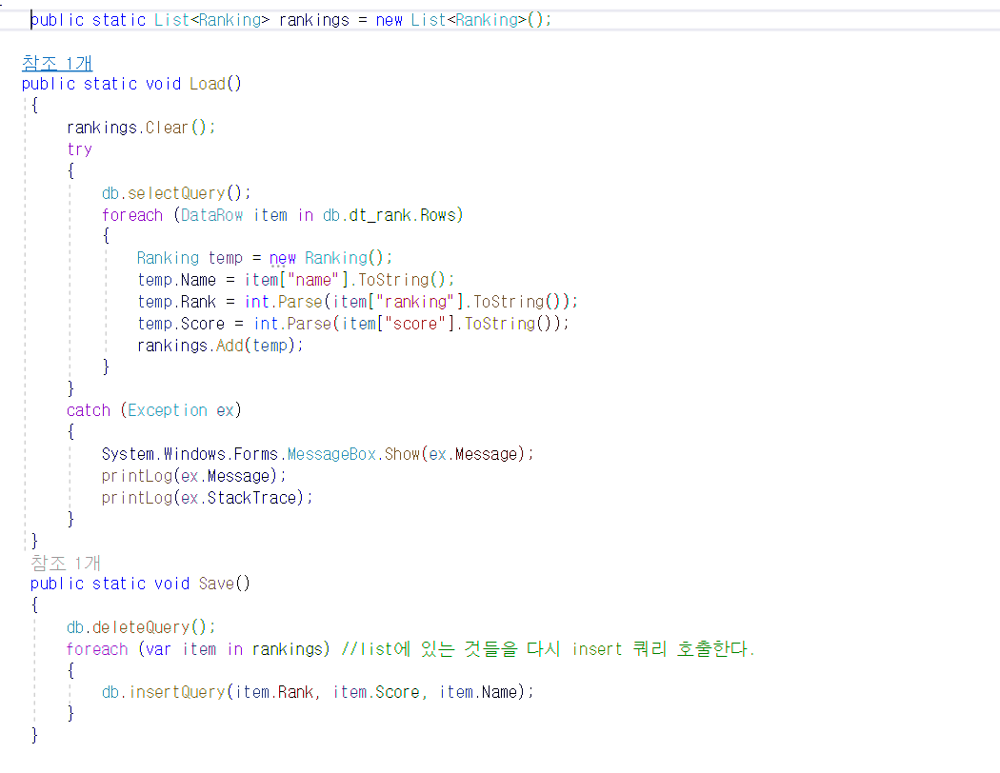 public static List<Ranking> rankings = new List<Ranking>();
참조 1개
public static void Load()
{
rankings.Clear();
try
{
db.selectQuery();
foreach (DataRow item in db.dt_rank.Rows)
{
Ranking temp = new Ranking();
temp.Name = item["name"].ToString();
temp.Rank = int.Parse(item["ranking"].ToString());
temp.Score = int.Parse(item["score"].ToString());
rankings.Add(temp);
}
}
catch (Exception ex)
{
System.Windows.Forms.MessageBox.Show(ex.Message);
printLog(ex.Message);
printLog(ex.StackTrace);
}
}
참조 1개
public static void Save()
{
db.deleteQuery();
foreach (var item in rankings) //list에 있는 것들을 다시 insert 쿼리 호출한다.
{
db.insertQuery(item.Rank, item.Score, item.Name);
}
}